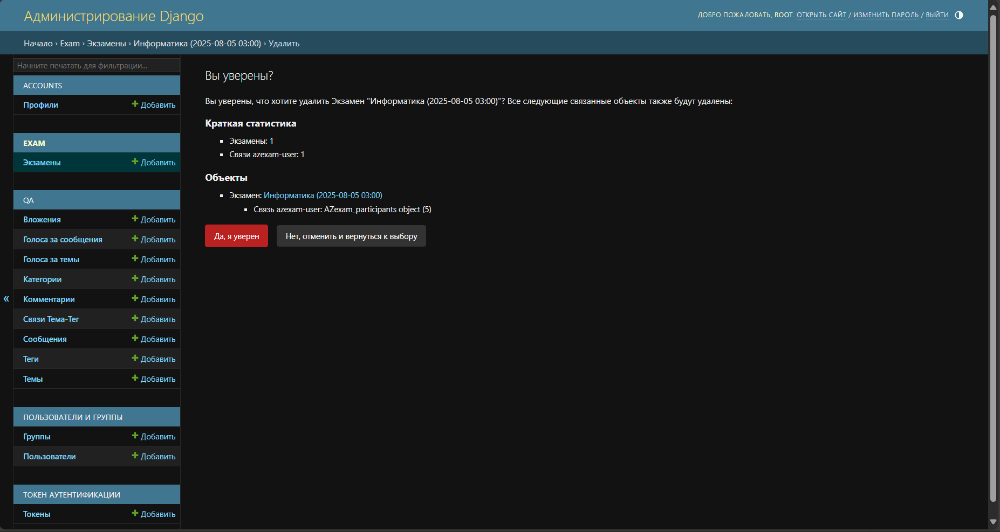 Администрирование Django
ДОБРО ПОЖАЛОВАТЬ, ROOT. ОТКРЫТЬ САЙТ / ИЗМЕНИТЬ ПАРОЛЬ / ВЫЙТИ
Начало › Exam › Экзамены › Информатика (2025-08-05 03:00) › Удалить
Начните печатать для фильтрации...
ACCOUNTS
Профили + Добавить
EXAM
Экзамены + Добавить
QA
Вложения + Добавить
Голоса за сообщения + Добавить
Голоса за темы + Добавить
Категории + Добавить
Комментарии + Добавить
Связи Тема-Тег + Добавить
Сообщения + Добавить
Теги + Добавить
Темы + Добавить
ПОЛЬЗОВАТЕЛИ И ГРУППЫ
Группы + Добавить
Пользователи + Добавить
ТОКЕН АУТЕНТИФИКАЦИИ
Токены + Добавить
«
Вы уверены?
Вы уверены, что хотите удалить Экзамен "Информатика (2025-08-05 03:00)"? Все следующие связанные объекты также будут удалены:
Краткая статистика
Экзамены: 1
Связи azexam-user: 1
Объекты
Экзамен: Информатика (2025-08-05 03:00)
Связь azexam-user: AZexam_participants object (5)
Да, я уверен
Нет, отменить и вернуться к выбору